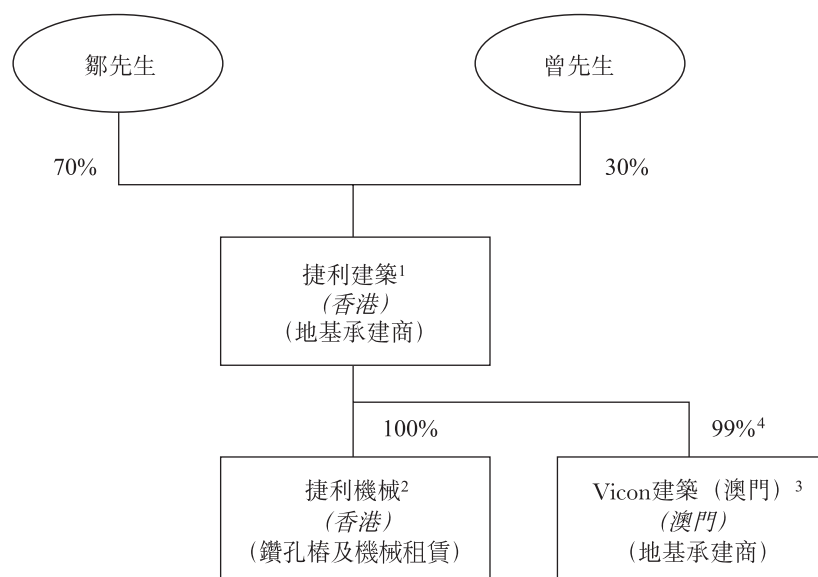 鄒先生
曾先生
70%
30%
捷利建築¹
(香港)
(地基承建商)
100%
99%⁴
捷利機械²
(香港)
(鑽孔樁及機械租賃)
Vicon建築（澳門）³
(澳門)
(地基承建商)